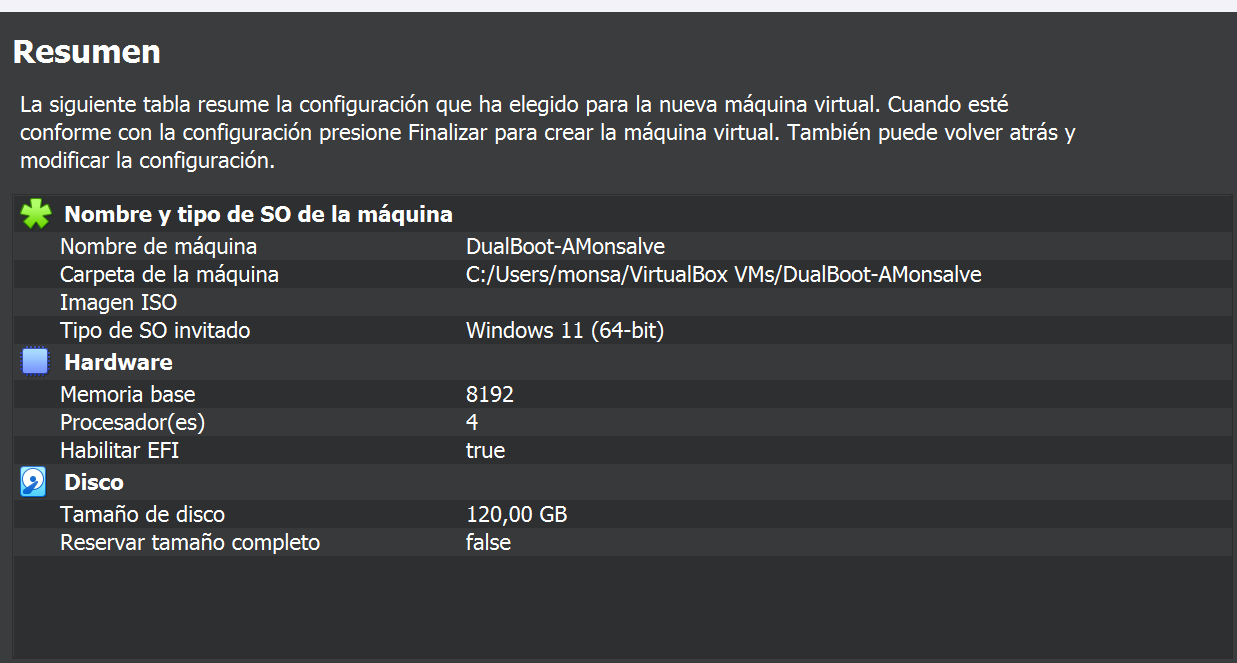 Resumen
La siguiente tabla resume la configuración que ha elegido para la nueva máquina virtual. Cuando esté
conforme con la configuración presione Finalizar para crear la máquina virtual. También puede volver atrás y
modificar la configuración.
Nombre y tipo de SO de la máquina
Nombre de máquina DualBoot-AMonsalve
Carpeta de la máquina C:/Users/monsa/VirtualBox VMs/DualBoot-AMonsalve
Imagen ISO
Tipo de SO invitado Windows 11 (64-bit)
Hardware
Memoria base 8192
Procesador(es) 4
Habilitar EFI true
Disco
Tamaño de disco 120,00 GB
Reservar tamaño completo false